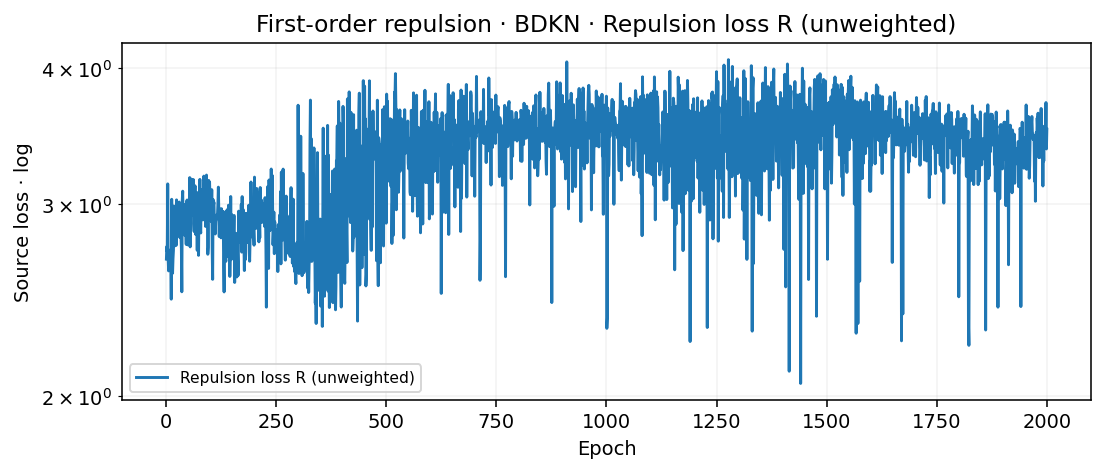 First-order repulsion · BDKN · Repulsion loss R (unweighted)
Source loss · log
4 × 10⁰
3 × 10⁰
2 × 10⁰
Repulsion loss R (unweighted)
0 250 500 750 1000 1250 1500 1750 2000
Epoch